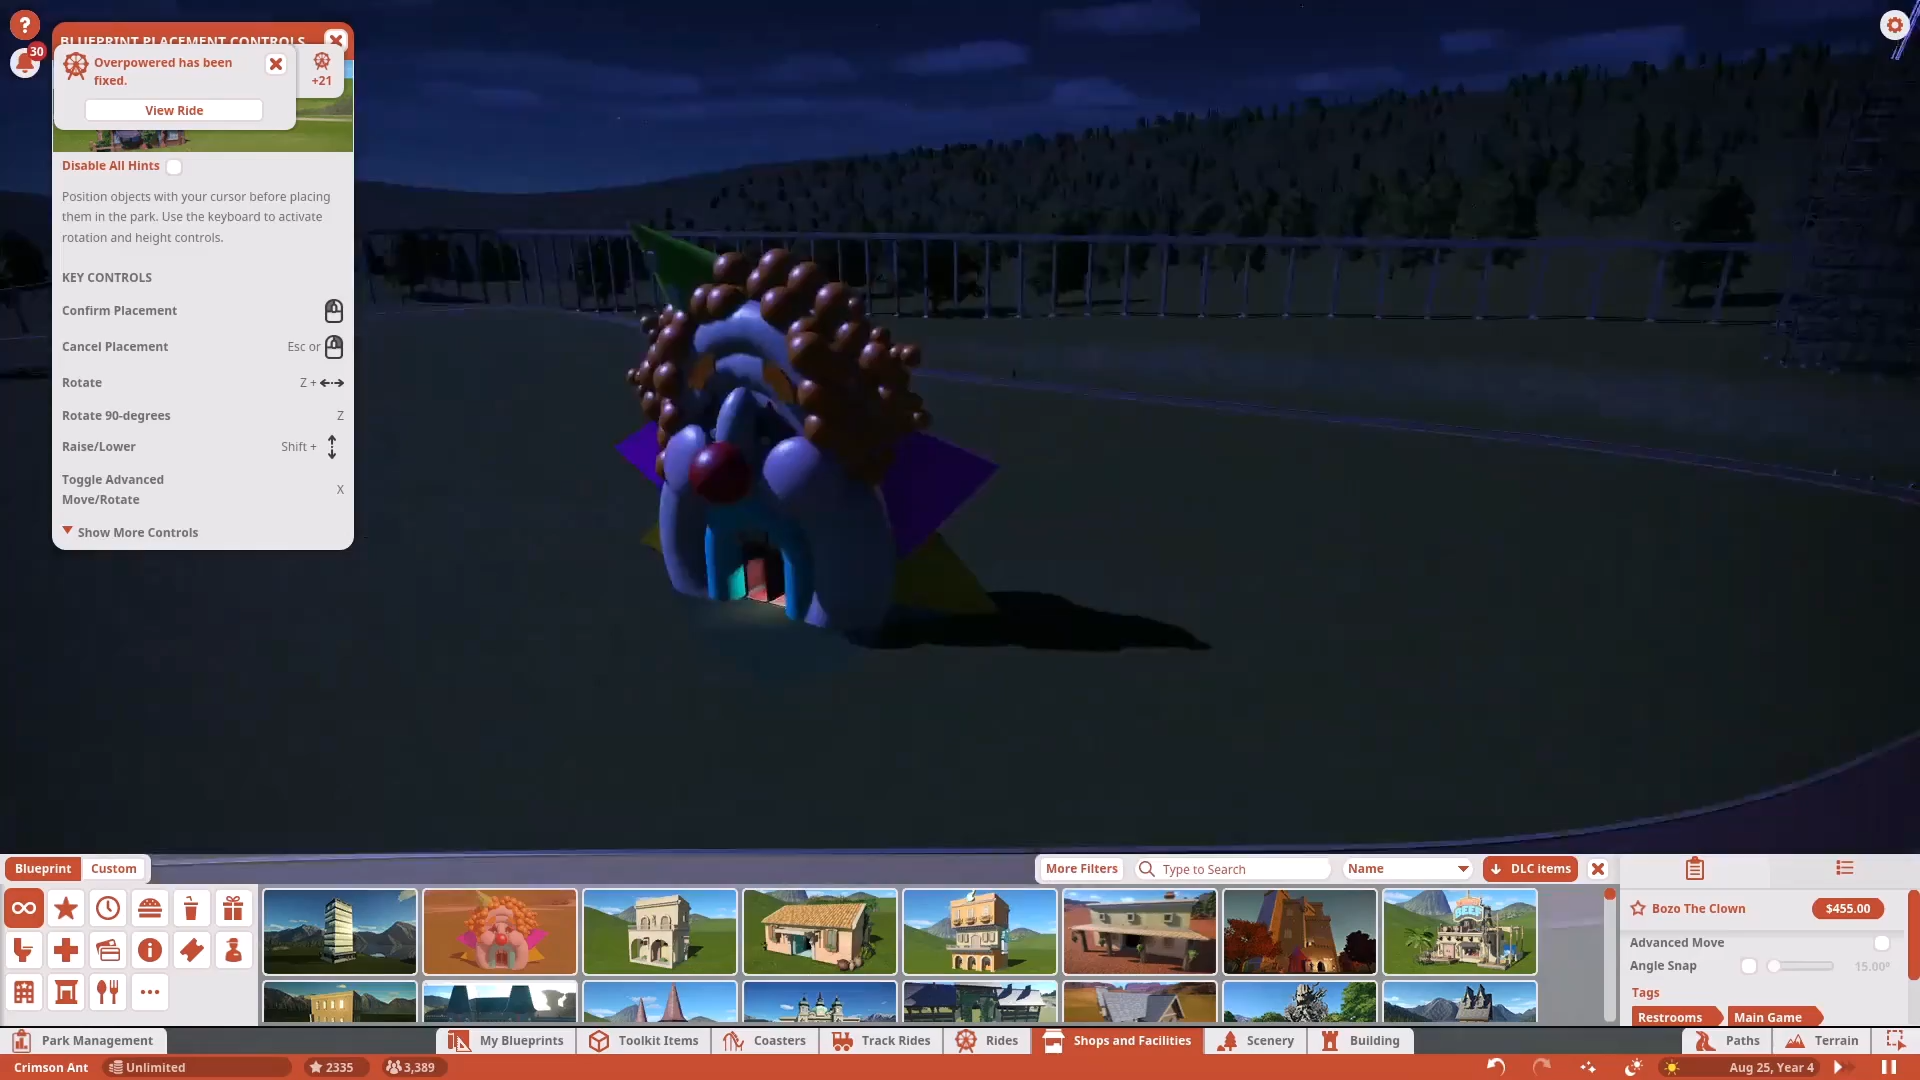 ?
30
BLUEPRINT PLACEMENT CONTROLS
Overpowered has been
fixed.
+21
View Ride
Disable All Hints
Position objects with your cursor before placing
them in the park. Use the keyboard to activate
rotation and height controls.
KEY CONTROLS
Confirm Placement
Cancel Placement Esc or
Rotate Z +
Rotate 90-degrees Z
Raise/Lower Shift +
Toggle Advanced
Move/Rotate X
Show More Controls
Blueprint Custom
More Filters Type to Search Name DLC items
Bozo The Clown $455.00
Advanced Move
Angle Snap 15.00°
Tags
Restrooms Main Game
BEEF
Park Management My Blueprints Toolkit Items Coasters Track Rides Rides Shops and Facilities Scenery Building Paths Terrain
Crimson Ant Unlimited 2335 3,389 Aug 25, Year 4